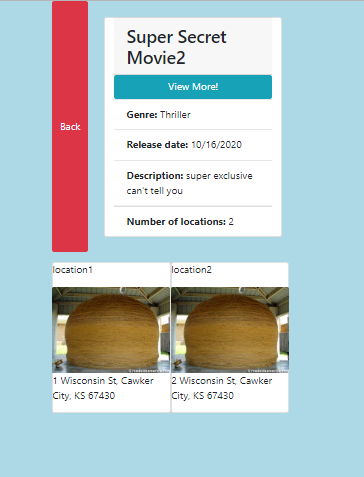 Back
Super Secret
Movie2
View More!
Genre: Thriller
Release date: 10/16/2020
Description: super exclusive
can't tell you
Number of locations: 2
location1
location2
1 Wisconsin St, Cawker
City, KS 67430
2 Wisconsin St, Cawker
City, KS 67430